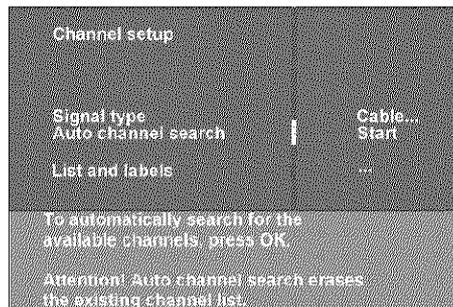 Channel setup
Signal type Cable...
Auto channel search Start
List and labels ...
To automatically search for the
available channels, press OK.
Attention! Auto channel search erases
the existing channel list.